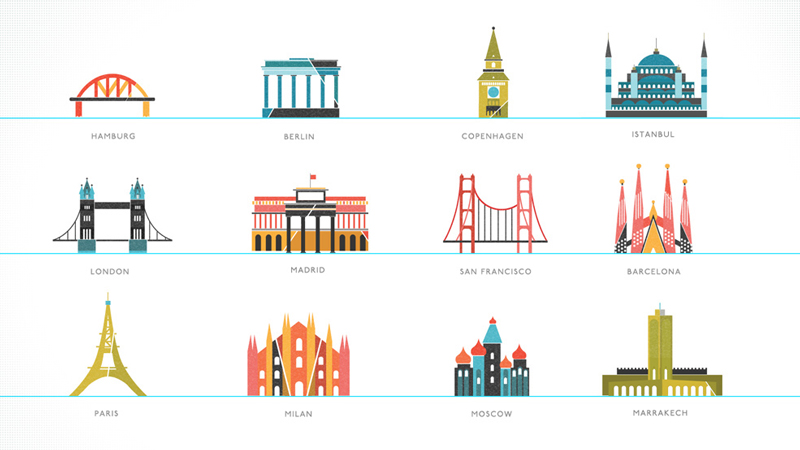 HAMBURG
BERLIN
COPENHAGEN
ISTANBUL
LONDON
MADRID
SAN FRANCISCO
BARCELONA
PARIS
MILAN
MOSCOW
MARRAKECH